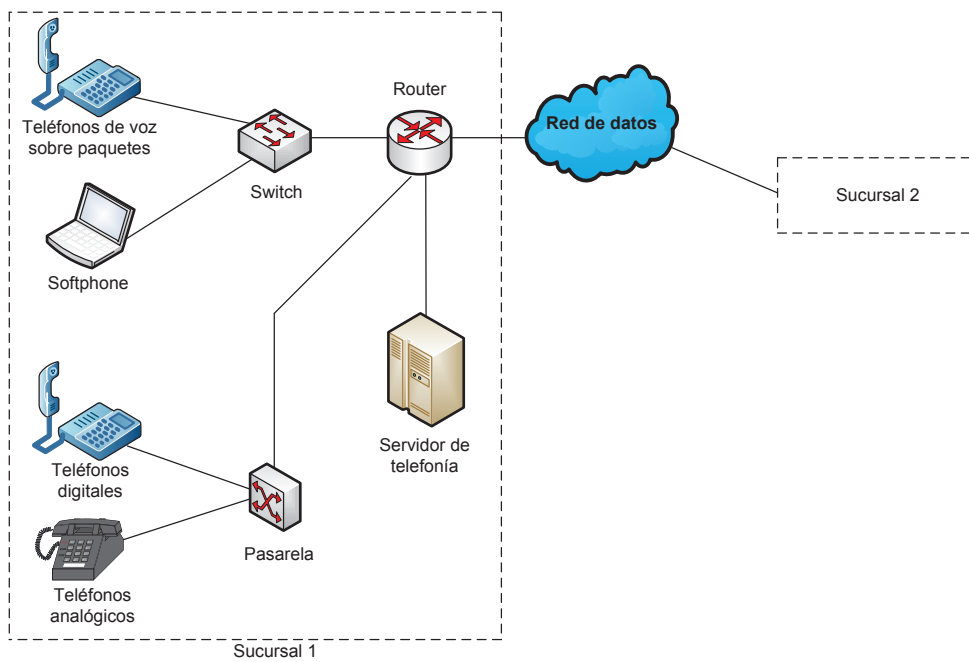 Teléfonos de voz
sobre paquetes
Router
Red de datos
Switch
Sucursal 2
Softphone
Servidor de
telefonía
Teléfonos
digitales
Pasarela
Teléfonos
analógicos
Sucursal 1